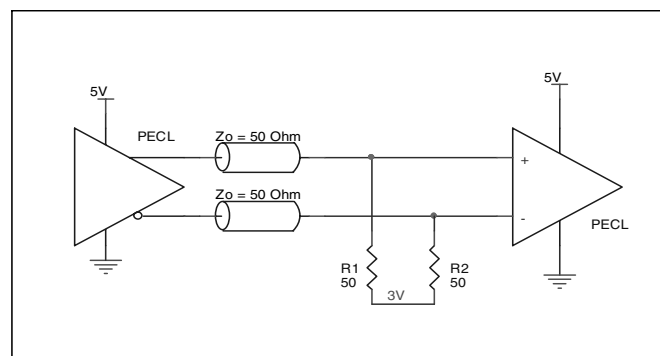 5V
5V
PECL
Zo = 50 Ohm
+
Zo = 50 Ohm
-
PECL
R1
50
R2
50
3V